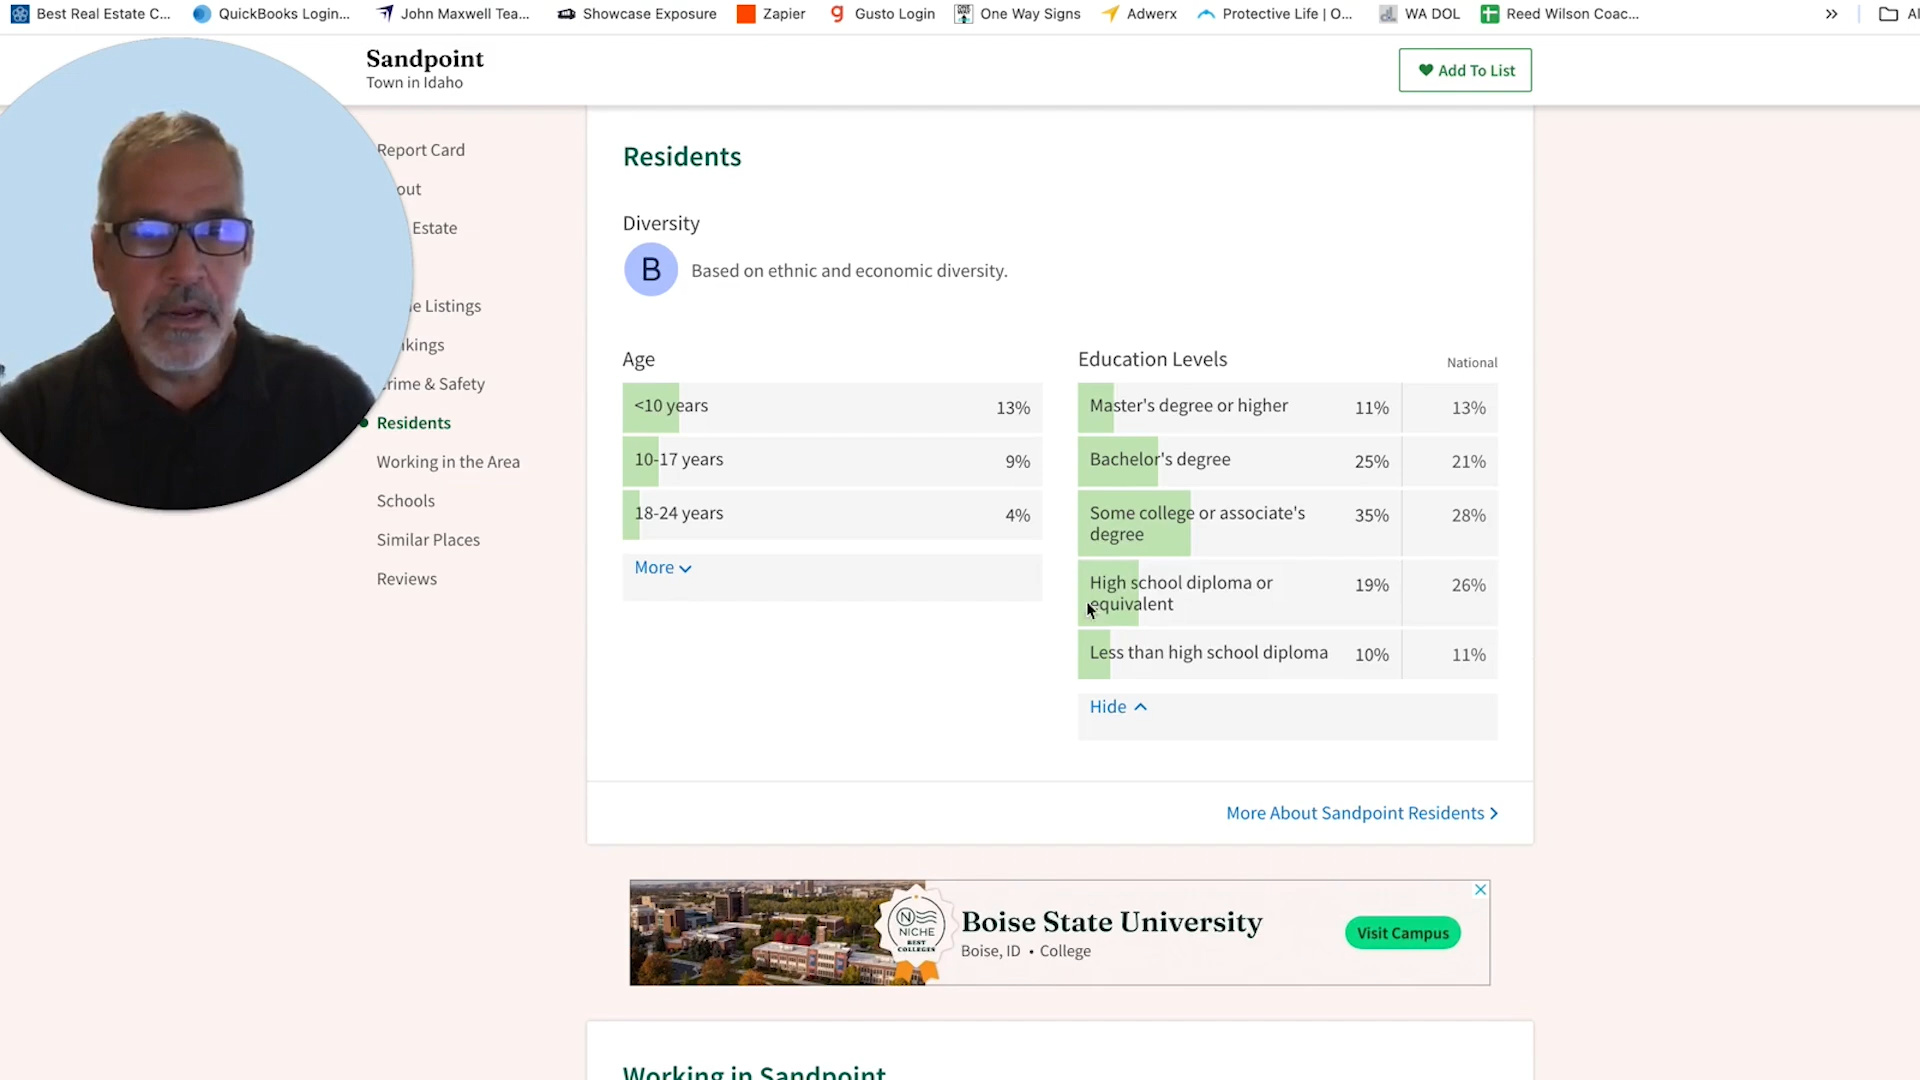 Best Real Estate C...
QuickBooks Login...
John Maxwell Tea...
Showcase Exposure
Zapier
Gusto Login
One Way Signs
Adwerx
Protective Life | O...
WA DOL
Reed Wilson Coac...
Al
Sandpoint
Town in Idaho
Add To List
Report Card
out
Estate
e Listings
kings
rime & Safety
Residents
Working in the Area
Schools
Similar Places
Reviews
Residents
Diversity
B
Based on ethnic and economic diversity.
Age
<10 years 13%
10-17 years 9%
18-24 years 4%
More
Education Levels National
Master's degree or higher 11% 13%
Bachelor's degree 25% 21%
Some college or associate's
degree 35% 28%
High school diploma or
equivalent 19% 26%
Less than high school diploma 10% 11%
Hide
More About Sandpoint Residents
N
NICHE
BEST
COLLEGES
Boise State University
Boise, ID • College
Visit Campus
Working in Sandpoint